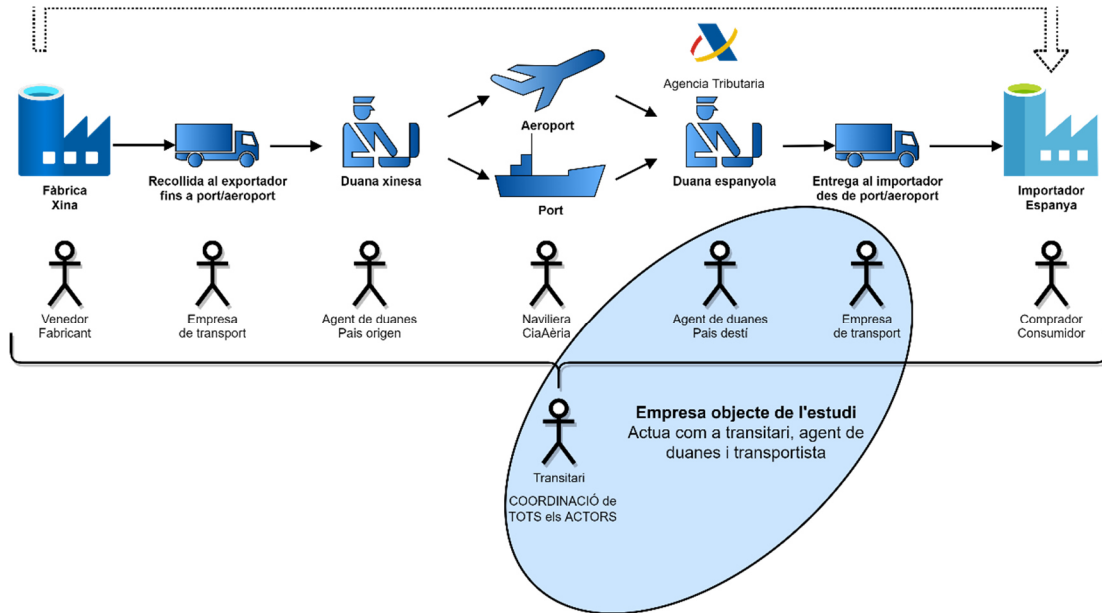 Agencia Tributaria
Aeroport
Fàbrica
Xina
Recollida al exportador
fins a port/aeroport
Duana xinesa
Port
Duana espanyola
Entrega al importador
des de port/aeroport
Importador
Espanya
Venedor
Fabricant
Empresa
de transport
Agent de duanes
Pais origen
Naviliera
CiaAèria
Agent de duanes
Pais destí
Empresa
de transport
Comprador
Consumidor
Empresa objecte de l'estudi
Actua com a transitari, agent de
duanes i transportista
Transitari
COORDINACIÓ de
TOTS els ACTORS